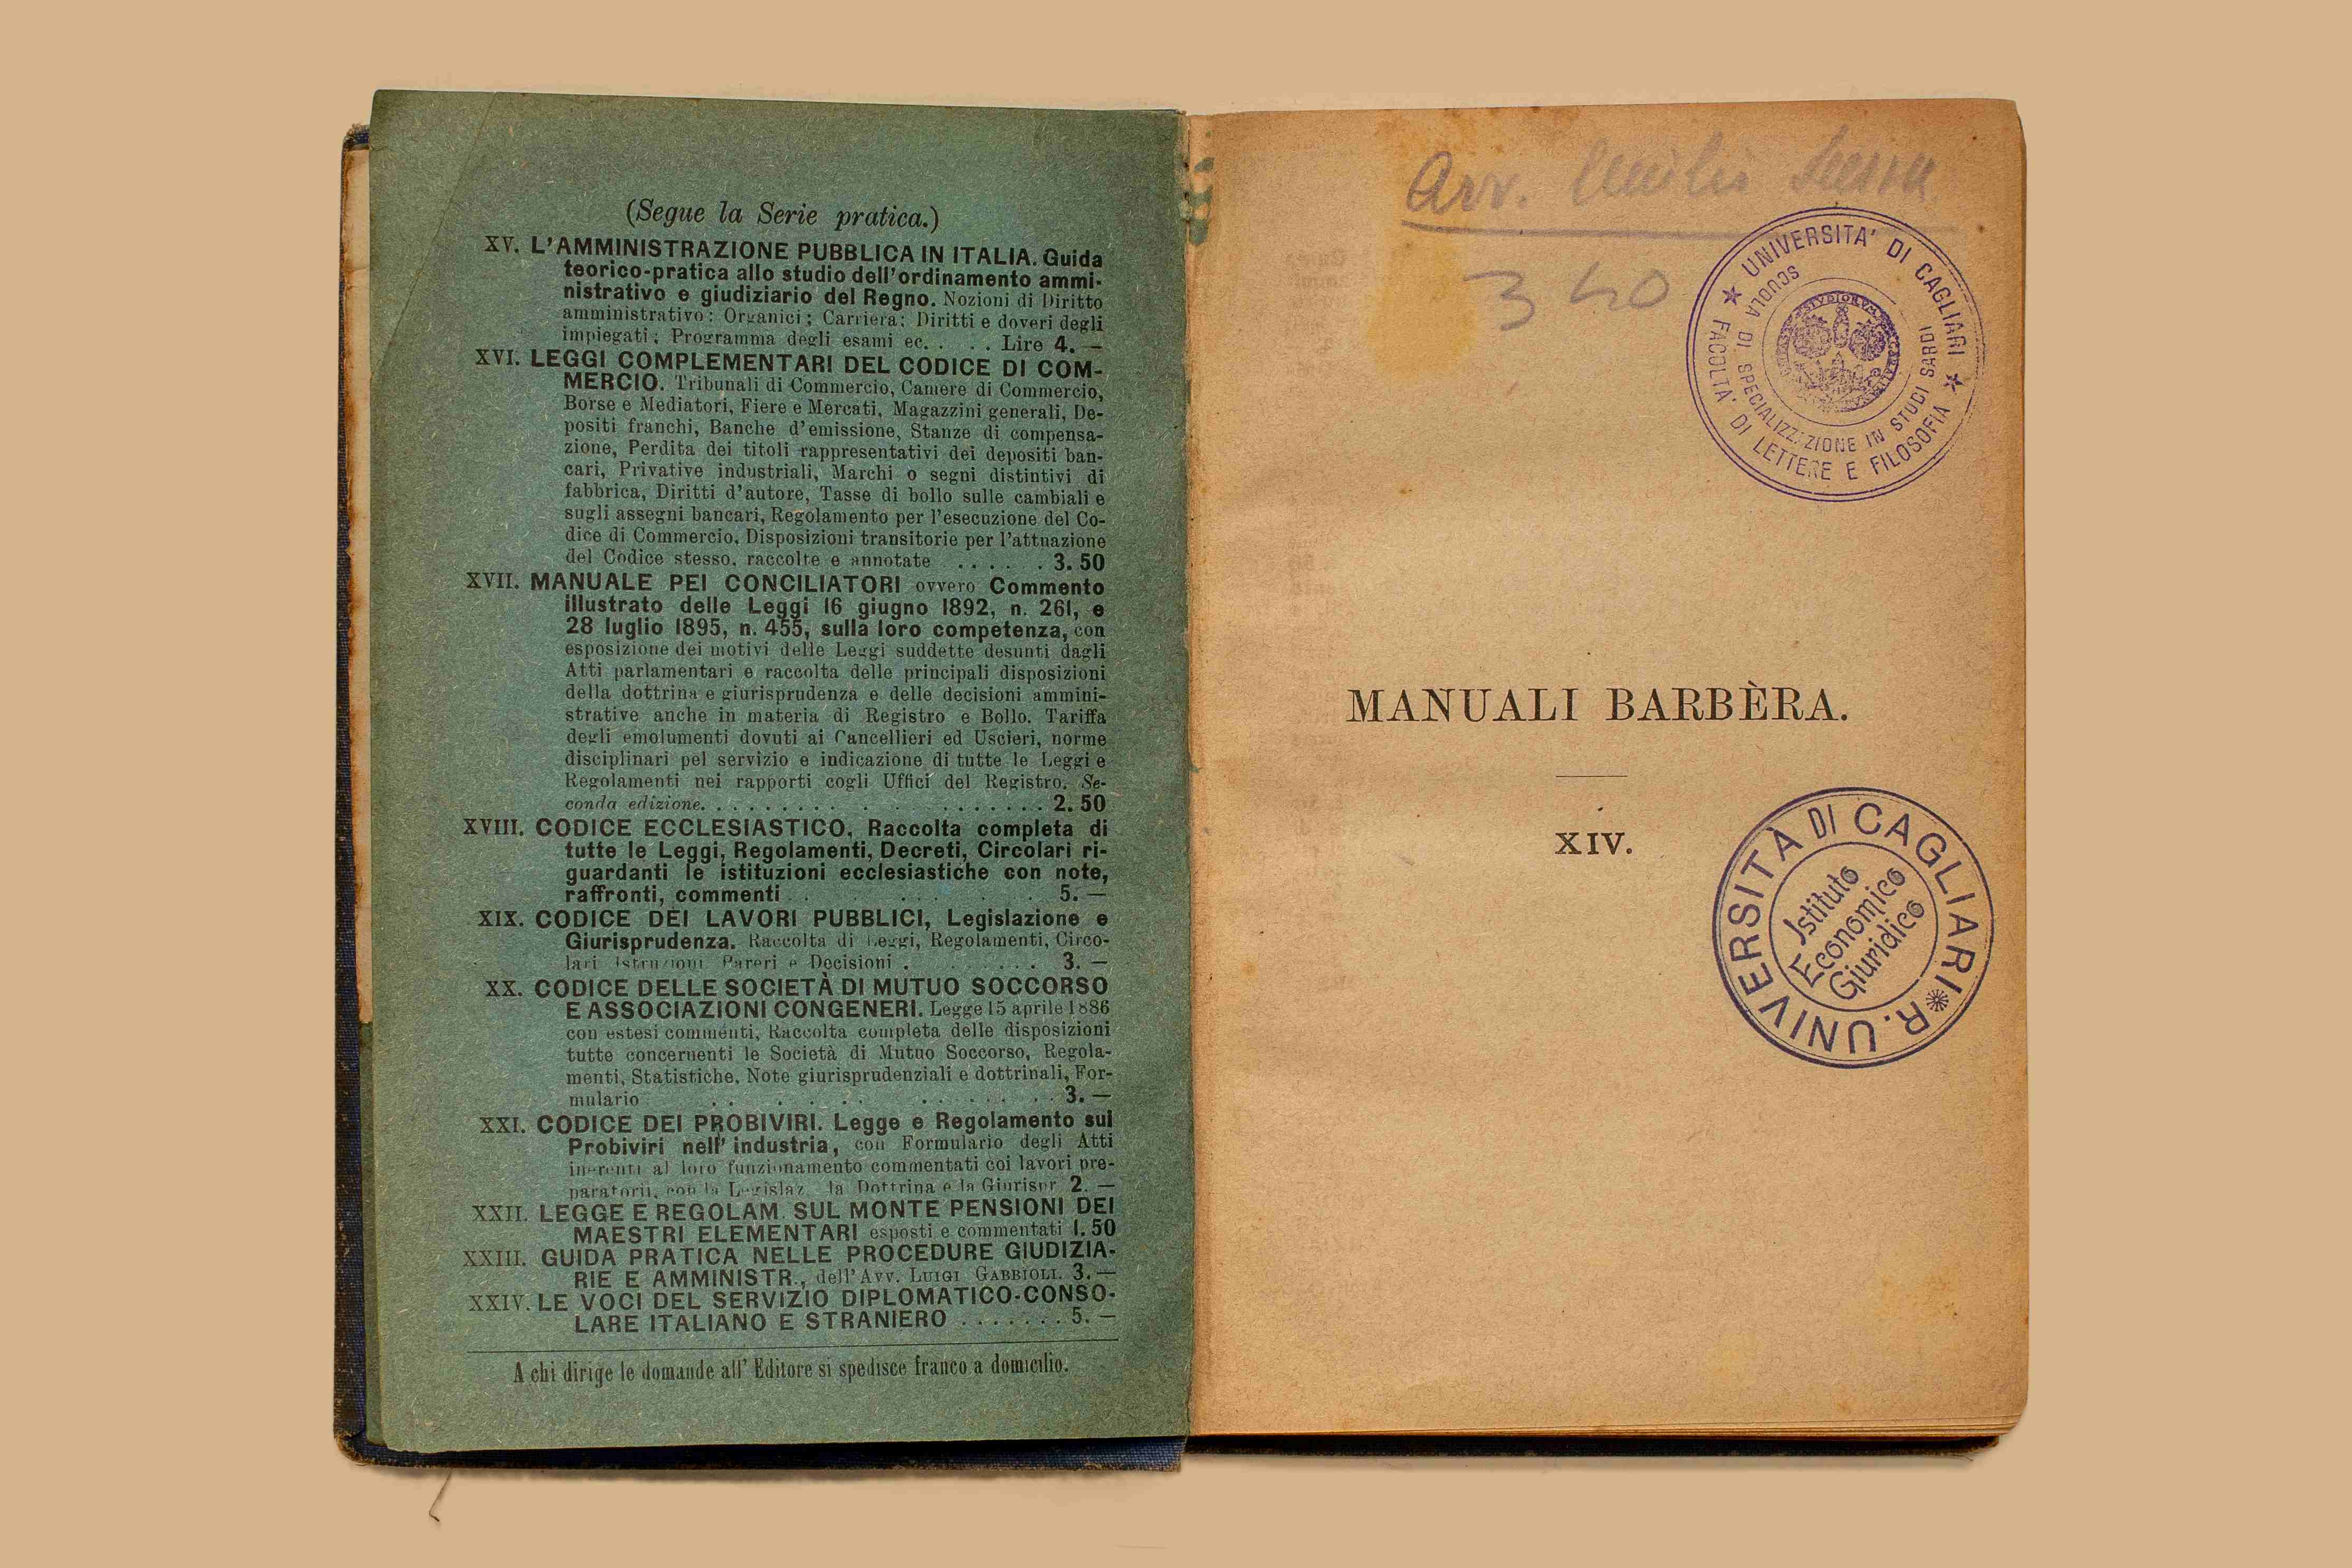 (Segue la Serie pratica.)
XV. L'AMMINISTRAZIONE PUBBLICA IN ITALIA. Guida
teorico-pratica allo studio dell'ordinamento ammi-
nistrativo e giudiziario del Regno. Nozioni di Diritto
amministrativo: Organici; Carriera; Diritti e doveri degli
impiegati; Programma degli esami ec. . . . Lire 4. —
XVI. LEGGI COMPLEMENTARI DEL CODICE DI COM-
MERCIO. Tribunali di Commercio, Camere di Commercio,
Borse e Mediatori, Fiere e Mercati, Magazzini generali, De-
positi franchi, Banche d'emissione, Stanze di compensa-
zione, Perdita dei titoli rappresentativi dei depositi ban-
cari, Privative industriali, Marchi o segni distintivi di
fabbrica, Diritti d'autore, Tasse di bollo sulle cambiali e
sugli assegni bancari, Regolamento per l'esecuzione del Co-
dice di Commercio, Disposizioni transitorie per l'attuazione
del Codice stesso, raccolte e annotate . . . . . 3. 50
XVII. MANUALE PEI CONCILIATORI ovvero Commento
illustrato delle Leggi 16 giugno 1892, n. 261, e
28 luglio 1895, n. 455, sulla loro competenza, con
esposizione dei motivi delle Leggi suddette desunti dagli
Atti parlamentari e raccolta delle principali disposizioni
della dottrina e giurisprudenza e delle decisioni ammini-
strative anche in materia di Registro e Bollo. Tariffa
degli emolumenti dovuti ai Cancellieri ed Uscieri, norme
disciplinari pel servizio e indicazione di tutte le Leggi e
Regolamenti nei rapporti cogli Uffici del Registro. Se-
conda edizione. . . . . . . . . . . . . . . . . . 2. 50
XVIII. CODICE ECCLESIASTICO, Raccolta completa di
tutte le Leggi, Regolamenti, Decreti, Circolari ri-
guardanti le istituzioni ecclesiastiche con note,
raffronti, commenti . . . . . . . . 5. —
XIX. CODICE DEI LAVORI PUBBLICI, Legislazione e
Giurisprudenza. Raccolta di Leggi, Regolamenti, Circo-
lari Istruzioni Pareri e Decisioni . . . . . . . 3. —
XX. CODICE DELLE SOCIETÀ DI MUTUO SOCCORSO
E ASSOCIAZIONI CONGENERI. Legge 15 aprile 1886
con estesi commenti, Raccolta completa delle disposizioni
tutte concernenti le Società di Mutuo Soccorso, Regola-
menti, Statistiche, Note giurisprudenziali e dottrinali, For-
mulario . . . . . . . . . . . . . 3. —
XXI. CODICE DEI PROBIVIRI. Legge e Regolamento sui
Probiviri nell' industria, con Formulario degli Atti
inerenti al loro funzionamento commentati coi lavori pre-
paratorii, con la Legislaz. la Dottrina e la Giurispr 2. —
XXII. LEGGE E REGOLAM. SUL MONTE PENSIONI DEI
MAESTRI ELEMENTARI esposti e commentati 1. 50
XXIII. GUIDA PRATICA NELLE PROCEDURE GIUDIZIA-
RIE E AMMINISTR., dell'Avv. LUIGI GABBIOLI. 3. —
XXIV. LE VOCI DEL SERVIZIO DIPLOMATICO-CONSO-
LARE ITALIANO E STRANIERO . . . . . . . 5. —
A chi dirige le domande all' Editore si spedisce franco a domicilio.
Avv. Emilio
340
UNIVERSITA' DI CAGLIARI
FACOLTA' DI LETTERE E FILOSOFIA
SCUOLA DI SPECIALIZZAZIONE IN STUDI SARDI
MANUALI BARBÈRA.
XIV.
R. UNIVERSITÀ DI CAGLIARI
Istituto
Economico
Giuridico